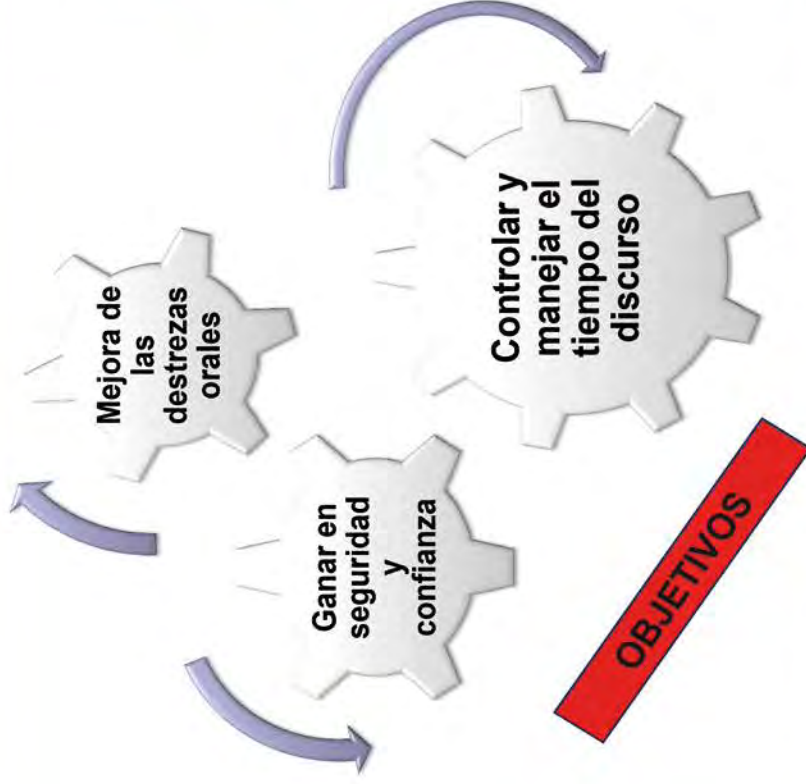 OBJETIVOS
Mejora de
las
destrezas
orales
Ganar en
seguridad
y
confianza
Controlar y
manejar el
tiempo del
discurso